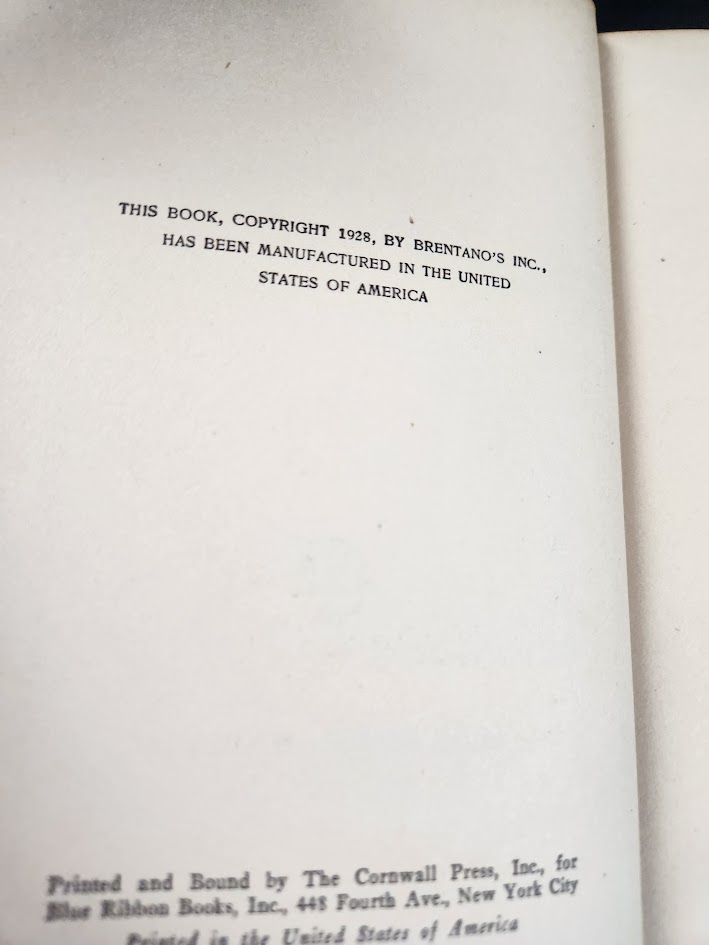 THIS BOOK, COPYRIGHT 1928, BY BRENTANO'S INC.,
HAS BEEN MANUFACTURED IN THE UNITED
STATES OF AMERICA
Printed and Bound by The Cornwall Press, Inc., for
Blue Ribbon Books, Inc., 448 Fourth Ave., New York City
Printed in the United States of America